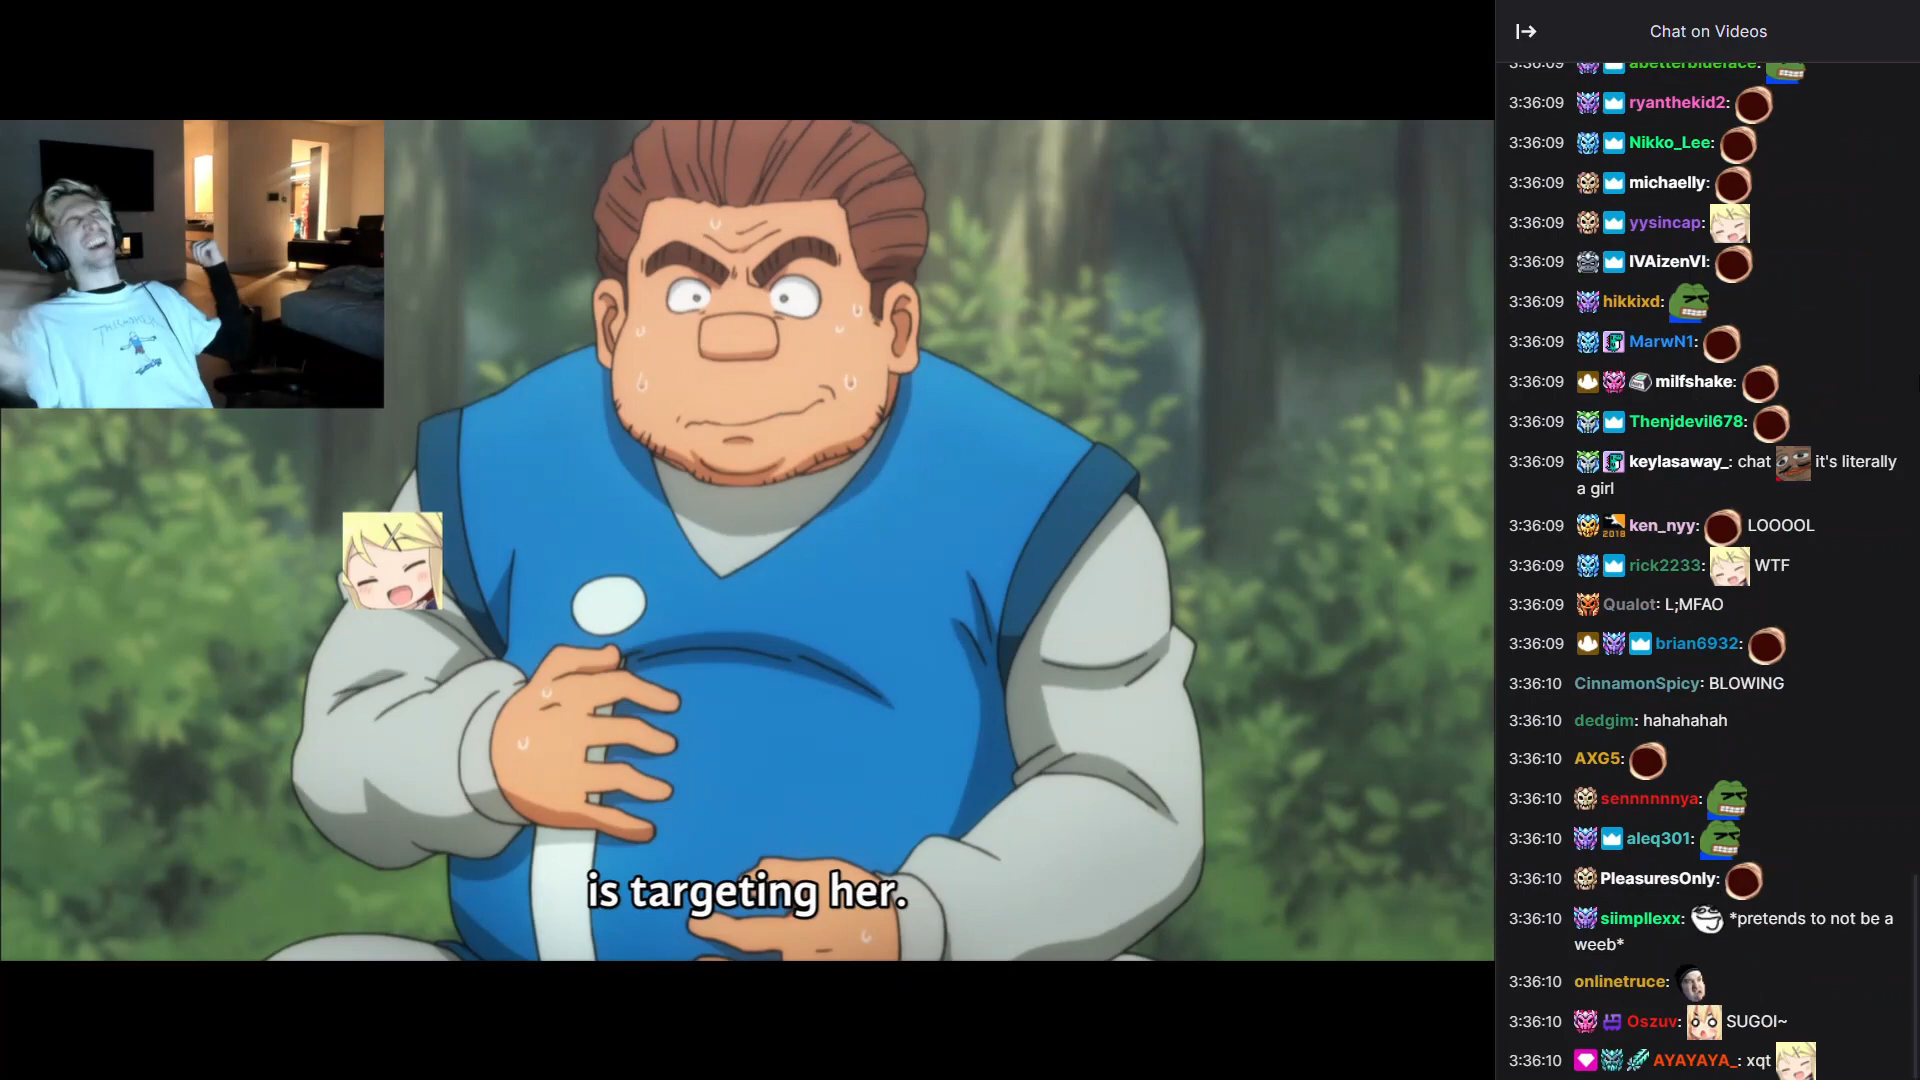 Chat on Videos
3:36:09 abetterblueface:
3:36:09 ryanthekid2:
3:36:09 Nikko_Lee:
3:36:09 michaelly:
3:36:09 yysincap:
3:36:09 IVAizenVI:
3:36:09 hikkixd:
3:36:09 MarwN1:
3:36:09 milfshake:
3:36:09 Thenjdevil678:
3:36:09 keylasaway_: chat it's literally
a girl
3:36:09 2018 ken_nyy: LOOOOL
3:36:09 rick2233: WTF
3:36:09 Qualot: L;MFAO
3:36:09 brian6932:
3:36:10 CinnamonSpicy: BLOWING
3:36:10 dedgim: hahahahah
3:36:10 AXG5:
3:36:10 sennnnnnya:
3:36:10 aleq301:
3:36:10 PleasuresOnly:
3:36:10 siimpllexx: *pretends to not be a
weeb*
3:36:10 onlinetruce:
3:36:10 Oszuv: SUGOI~
3:36:10 AYAYAYA_: xqt
is targeting her.